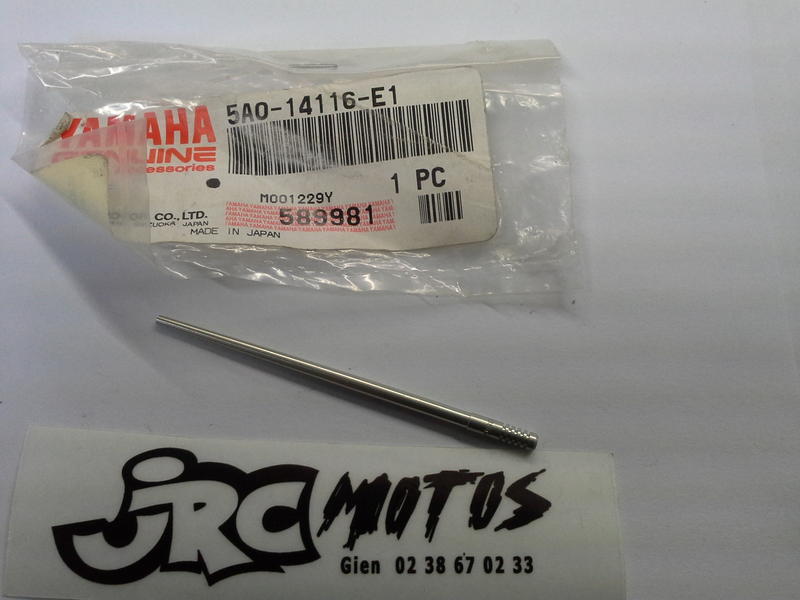 5A0-14116-E1
YAMAHA
GENUINE
1 PC
M001229Y
589981
CO.,LTD.
JAPAN
MADE IN JAPAN
JRC MOTOS
Gien 02 38 67 02 33